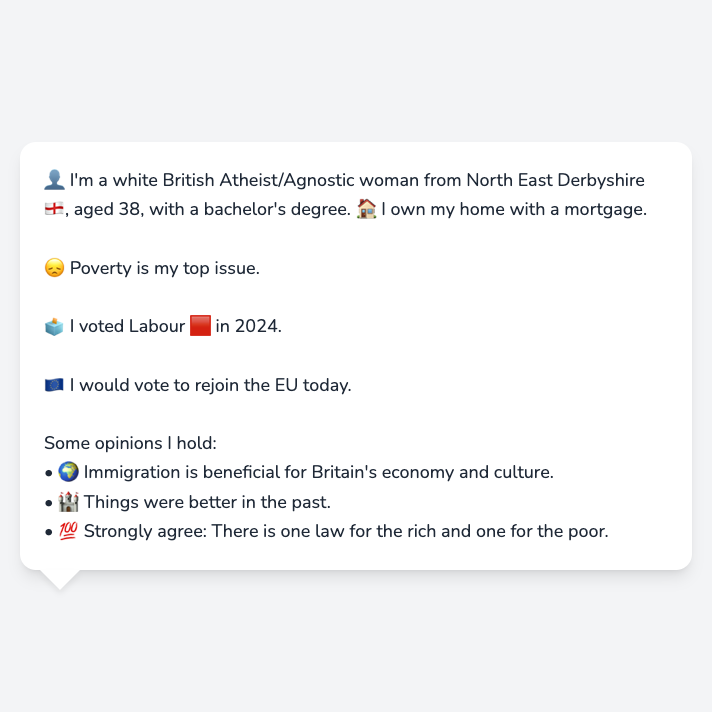 👤 I'm a white British Atheist/Agnostic woman from North East Derbyshire
🏴󠁧󠁢󠁥󠁮󠁧󠁿, aged 38, with a bachelor's degree. 🏠 I own my home with a mortgage.
😞 Poverty is my top issue.
🗳️ I voted Labour 🟥 in 2024.
🇪🇺 I would vote to rejoin the EU today.
Some opinions I hold:
• 🌍 Immigration is beneficial for Britain's economy and culture.
• 🏰 Things were better in the past.
• 💯 Strongly agree: There is one law for the rich and one for the poor.